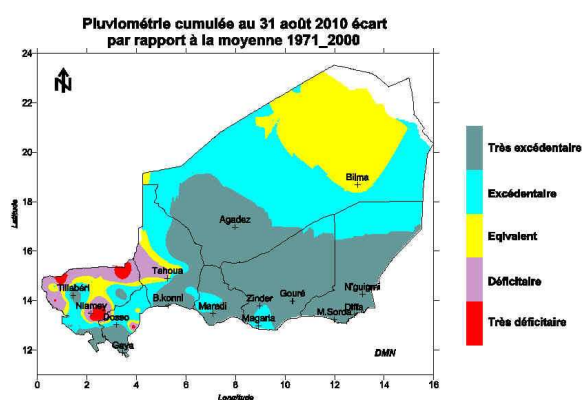 Pluviométrie cumulée au 31 août 2010 écart
par rapport à la moyenne 1971_2000
24
22
20
18
16
14
12
Latitude
N
Bilma
Agadez
Tahoua
Tillabéri
Niamey
Dosso
Gaya
B.konni
Maradi
Zinder
Magaria
Gouré
N'guigmi
Diffa
M.Soroa
DMN
0 2 4 6 8 10 12 14 16
Longitude
Très excédentaire
Excédentaire
Eqivalent
Déficitaire
Très déficitaire